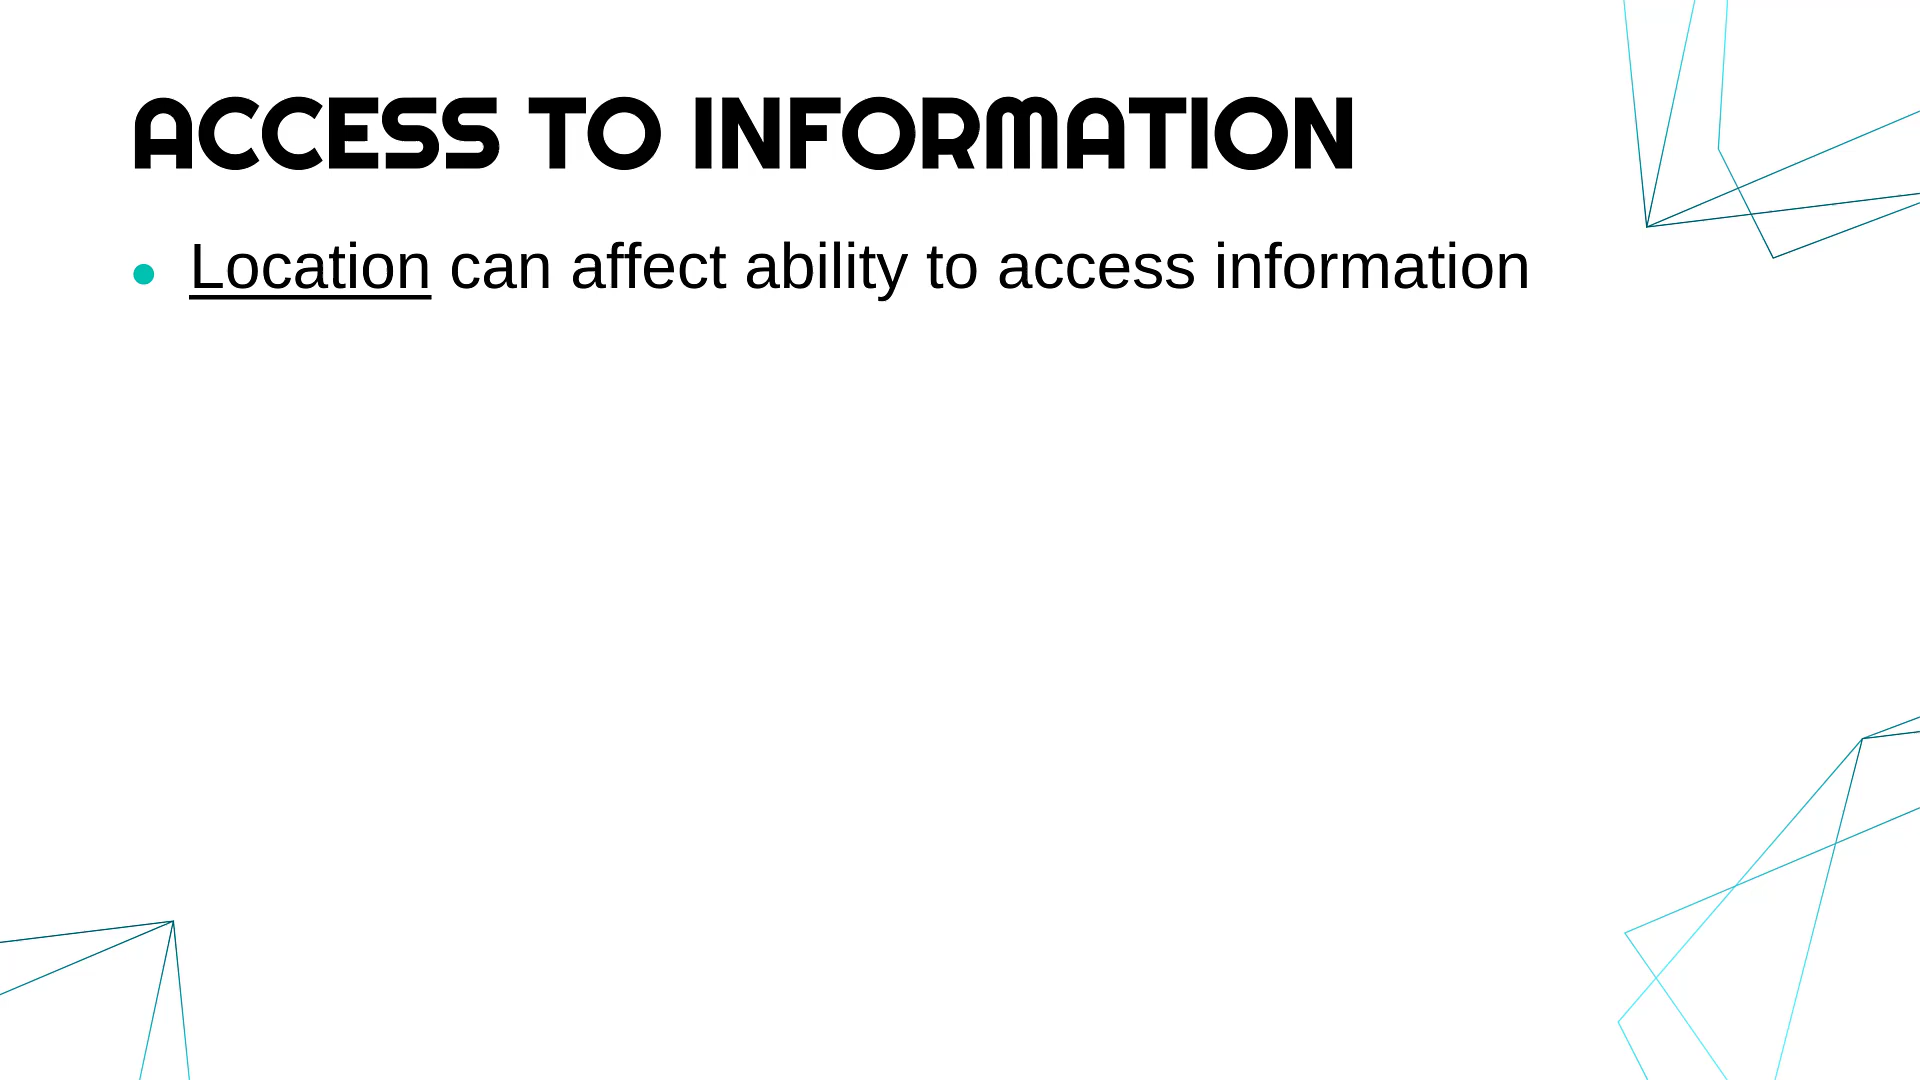 ACCESS TO INFORMATION
• Location can affect ability to access information